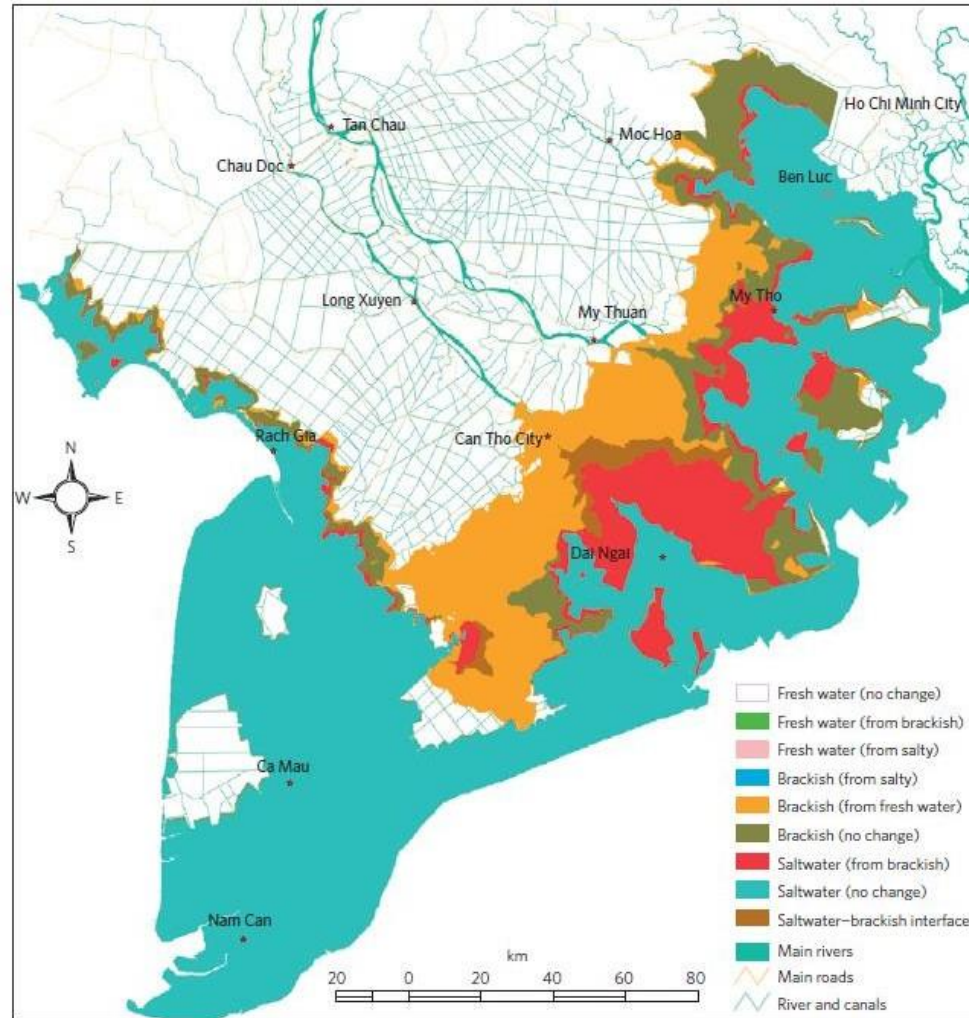 Ho Chi Minh City
Tan Chau
Moc Hoa
Chau Doc
Ben Luc
Long Xuyen
My Tho
My Thuan
Rach Gia
Can Tho City
N
W E
S
Dai Ngai
Ca Mau
Nam Can
Fresh water (no change)
Fresh water (from brackish)
Fresh water (from salty)
Brackish (from salty)
Brackish (from fresh water)
Brackish (no change)
Saltwater (from brackish)
Saltwater (no change)
Saltwater–brackish interface
Main rivers
Main roads
River and canals
km
20 0 20 40 60 80